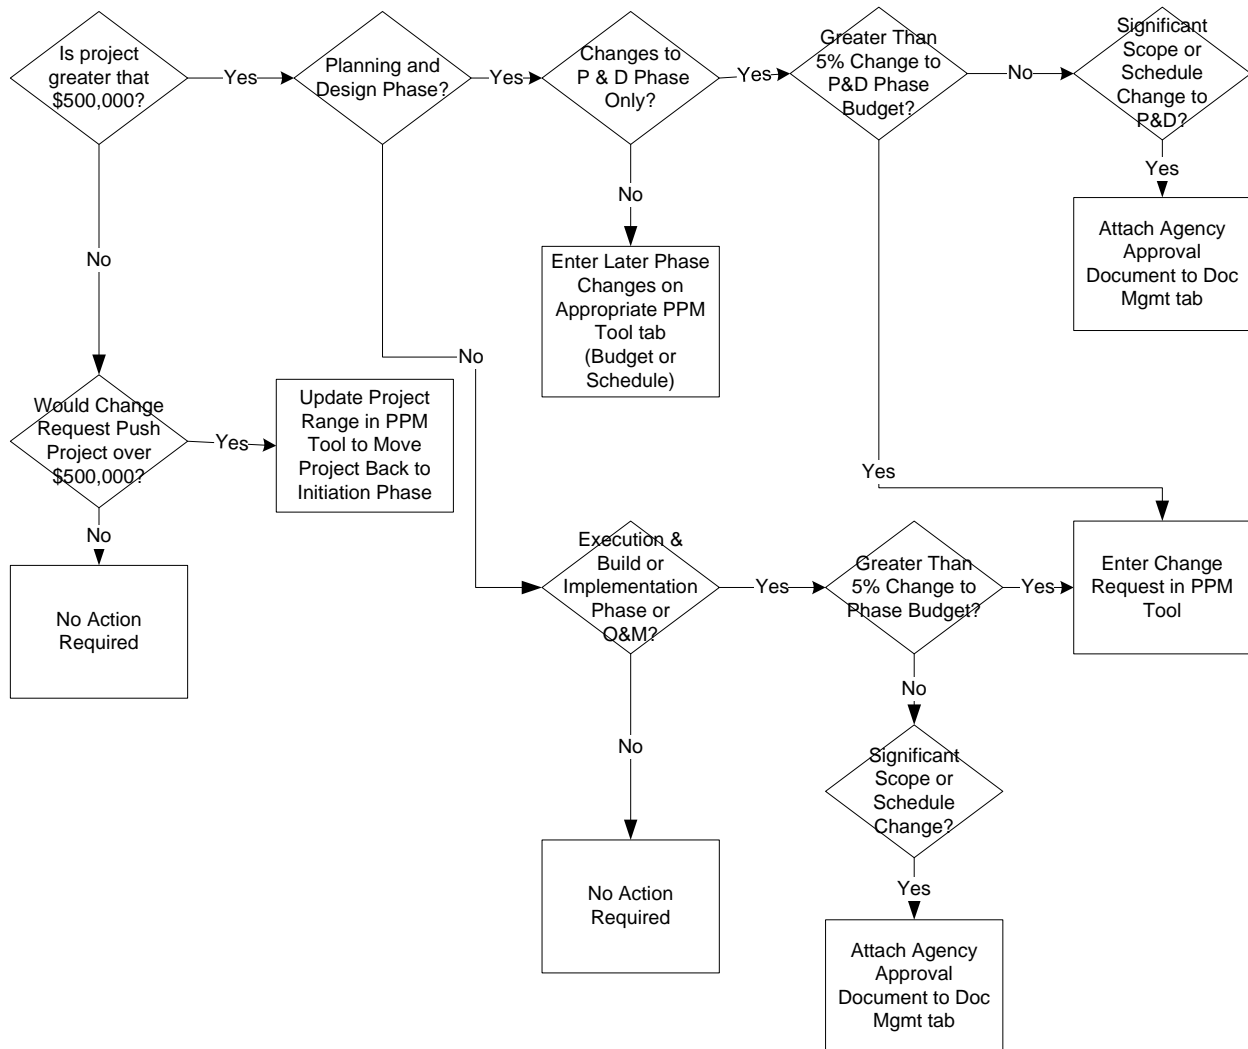 Is project
greater that
$500,000?
Yes
Planning and
Design Phase?
Yes
Changes to
P & D Phase
Only?
Yes
Greater Than
5% Change to
P&D Phase
Budget?
No
Significant
Scope or
Schedule
Change to
P&D?
Yes
Attach Agency
Approval
Document to Doc
Mgmt tab
No
Enter Later Phase
Changes on
Appropriate PPM
Tool tab
(Budget or
Schedule)
No
No
Would Change
Request Push
Project over
$500,000?
Yes
Update Project
Range in PPM
Tool to Move
Project Back to
Initiation Phase
Yes
No
No Action
Required
Execution &
Build or
Implementation
Phase or
O&M?
Yes
Greater Than
5% Change to
Phase Budget?
Yes
Enter Change
Request in PPM
Tool
No
No
Significant
Scope or
Schedule
Change?
No Action
Required
Yes
Attach Agency
Approval
Document to Doc
Mgmt tab